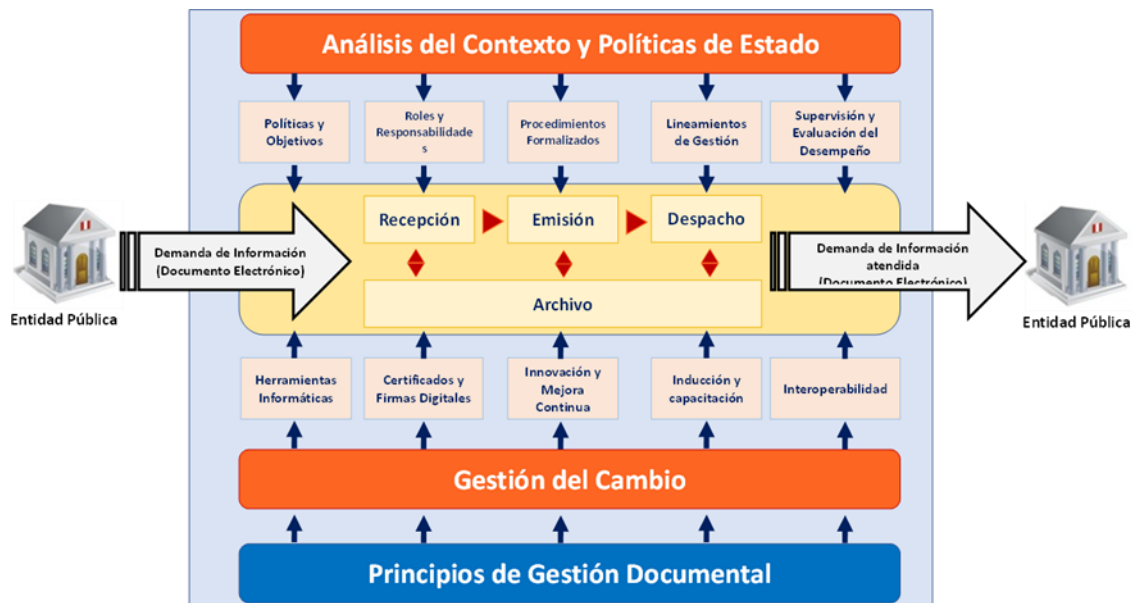 Análisis del Contexto y Políticas de Estado
Políticas y
Objetivos
Roles y
Responsabilidade
s
Procedimientos
Formalizados
Lineamientos
de Gestión
Supervisión y
Evaluación del
Desempeño
Recepción
Emisión
Despacho
Demanda de Información
(Documento Electrónico)
Demanda de Información
atendida
(Documento Electrónico)
Archivo
Entidad Pública
Entidad Pública
Herramientas
Informáticas
Certificados y
Firmas Digitales
Innovación y
Mejora
Continua
Inducción y
capacitación
Interoperabilidad
Gestión del Cambio
Principios de Gestión Documental